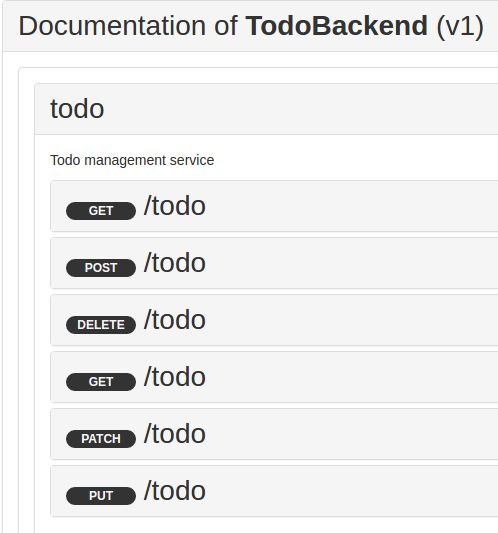 Documentation of TodoBackend (v1)
todo
Todo management service
GET /todo
POST /todo
DELETE /todo
GET /todo
PATCH /todo
PUT /todo